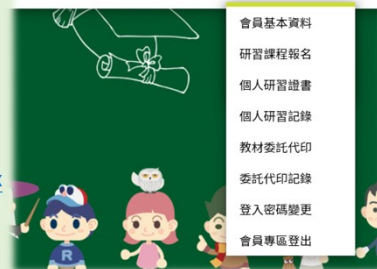 會員基本資料
研習課程報名
個人研習證書
個人研習記錄
教材委託代印
委託代印記錄
登入密碼變更
會員專區登出
R